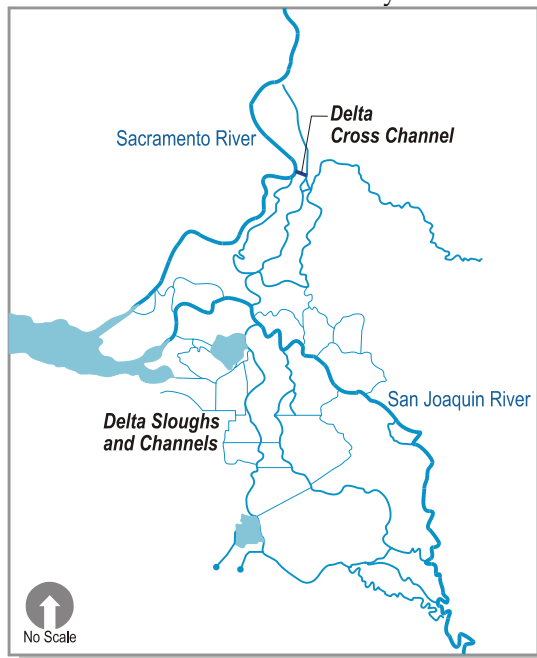 Delta
Cross Channel
Sacramento River
San Joaquin River
Delta Sloughs
and Channels
No Scale